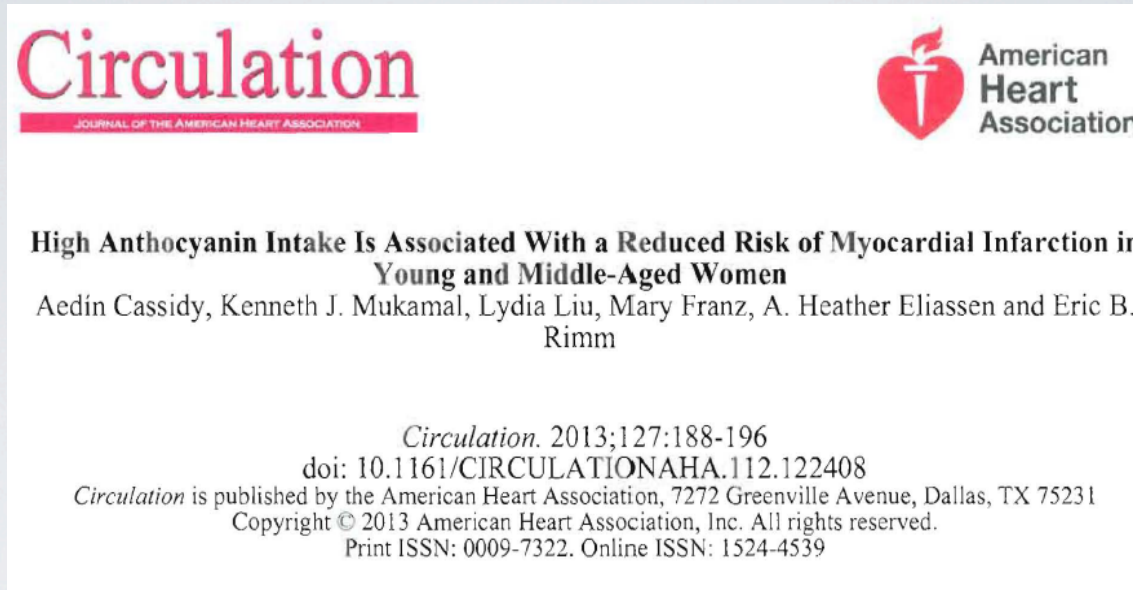 Circulation
JOURNAL OF THE AMERICAN HEART ASSOCIATION
American
Heart
Association
High Anthocyanin Intake Is Associated With a Reduced Risk of Myocardial Infarction in
Young and Middle-Aged Women
Aedín Cassidy, Kenneth J. Mukamal, Lydia Liu, Mary Franz, A. Heather Eliassen and Eric B.
Rimm
Circulation. 2013;127:188-196
doi: 10.1161/CIRCULATIONAHA.112.122408
Circulation is published by the American Heart Association, 7272 Greenville Avenue, Dallas, TX 75231
Copyright © 2013 American Heart Association, Inc. All rights reserved.
Print ISSN: 0009-7322. Online ISSN: 1524-4539